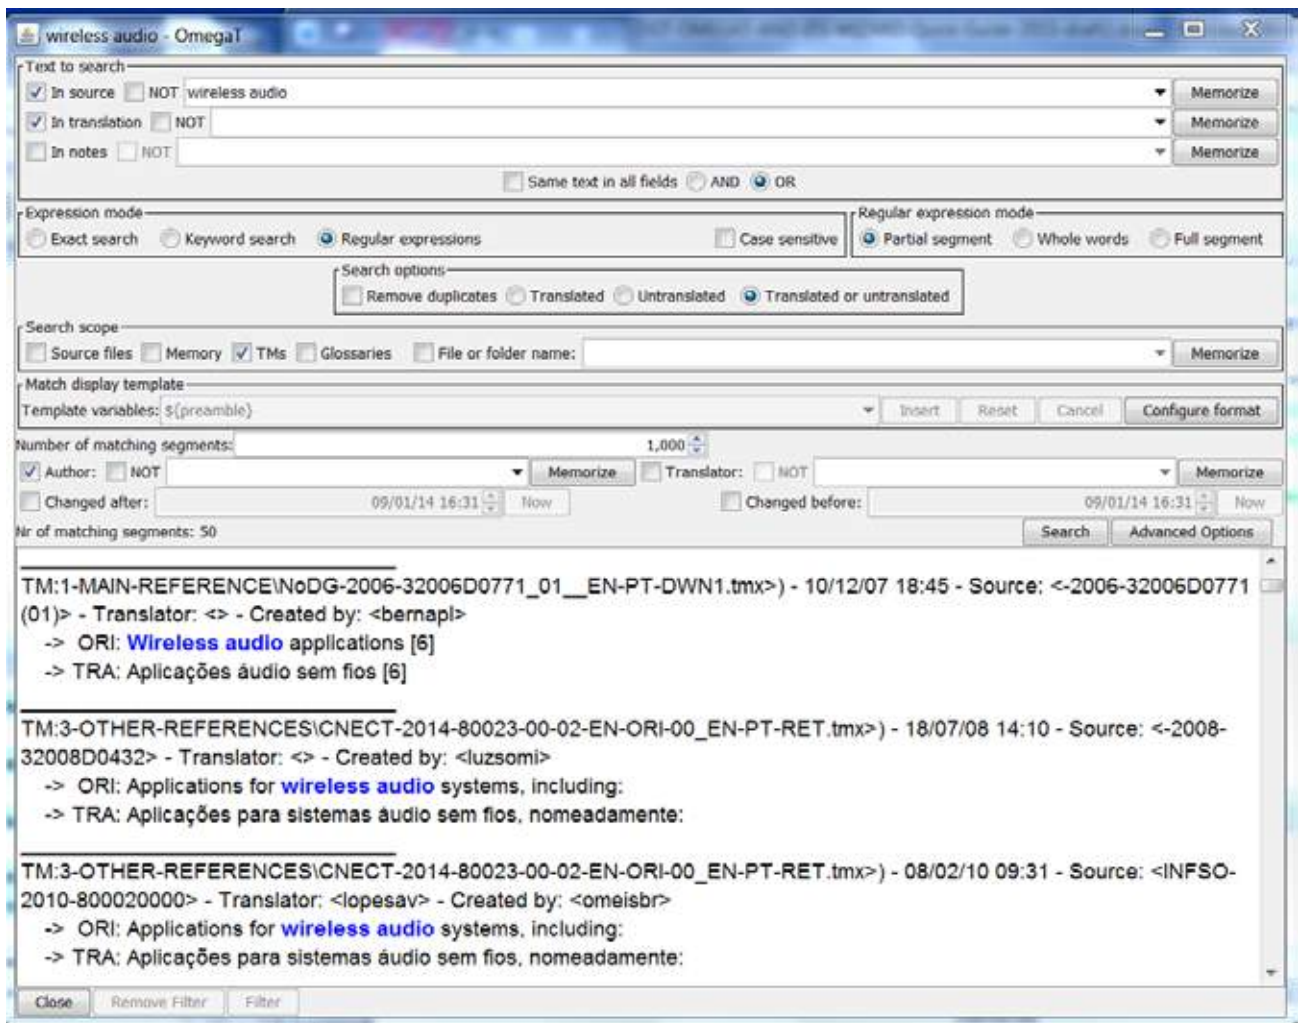 wireless audio - OmegaT
Text to search
In source NOT wireless audio Memorize
In translation NOT Memorize
In notes NOT Memorize
Same text in all fields AND OR
Expression mode Regular expression mode
Exact search Keyword search Regular expressions Case sensitive Partial segment Whole words Full segment
Search options
Remove duplicates Translated Untranslated Translated or untranslated
Search scope
Source files Memory TMs Glossaries File or folder name: Memorize
Match display template
Template variables: ${preamble} Insert Reset Cancel Configure format
Number of matching segments: 1,000
Author: NOT Memorize Translator: NOT Memorize
Changed after: 09/01/14 16:31 Now Changed before: 09/01/14 16:31 Now
Nr of matching segments: 50 Search Advanced Options
TM:1-MAIN-REFERENCE\NoDG-2006-32006D0771_01__EN-PT-DWN1.tmx>) - 10/12/07 18:45 - Source: <-2006-32006D0771
(01)> - Translator: <> - Created by: <bernapl>
-> ORI: Wireless audio applications [6]
-> TRA: Aplicações áudio sem fios [6]
TM:3-OTHER-REFERENCES\CNECT-2014-80023-00-02-EN-ORI-00_EN-PT-RET.tmx>) - 18/07/08 14:10 - Source: <-2008-
32008D0432> - Translator: <> - Created by: <luzsomi>
-> ORI: Applications for wireless audio systems, including:
-> TRA: Aplicações para sistemas áudio sem fios, nomeadamente:
TM:3-OTHER-REFERENCES\CNECT-2014-80023-00-02-EN-ORI-00_EN-PT-RET.tmx>) - 08/02/10 09:31 - Source: <INFSO-
2010-800020000> - Translator: <lopesav> - Created by: <omeisbr>
-> ORI: Applications for wireless audio systems, including:
-> TRA: Aplicações para sistemas áudio sem fios, nomeadamente:
Close Remove Filter Filter